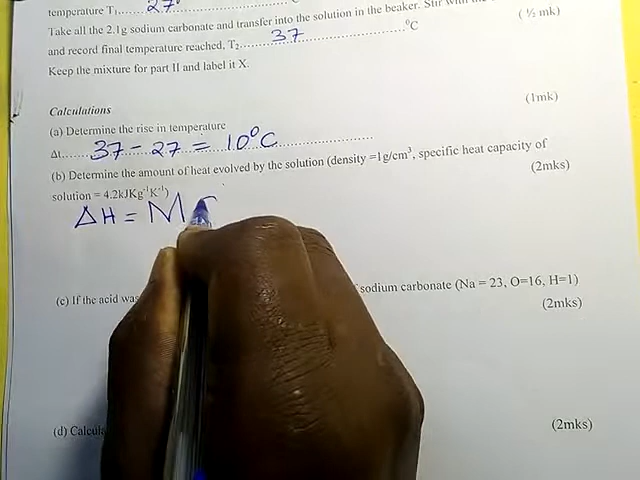 temperature T1......27°
Take all the 2.1g sodium carbonate and transfer into the solution in the beaker. Stir with
and record final temperature reached, T2..........37..........°C ( ½ mk)
Keep the mixture for part II and label it X.
Calculations
(a) Determine the rise in temperature (1mk)
Δt......37 - 27 = 10°C..........
(b) Determine the amount of heat evolved by the solution (density =1g/cm³, specific heat capacity of
solution = 4.2kJKg⁻¹K⁻¹) (2mks)
ΔH = M
(c) If the acid was sodium carbonate (Na = 23, O=16, H=1)
(2mks)
(d) (2mks)